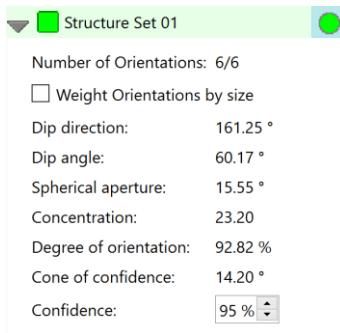 Structure Set 01
Number of Orientations: 6/6
Weight Orientations by size
Dip direction: 161.25 °
Dip angle: 60.17 °
Spherical aperture: 15.55 °
Concentration: 23.20
Degree of orientation: 92.82 %
Cone of confidence: 14.20 °
Confidence: 95 %